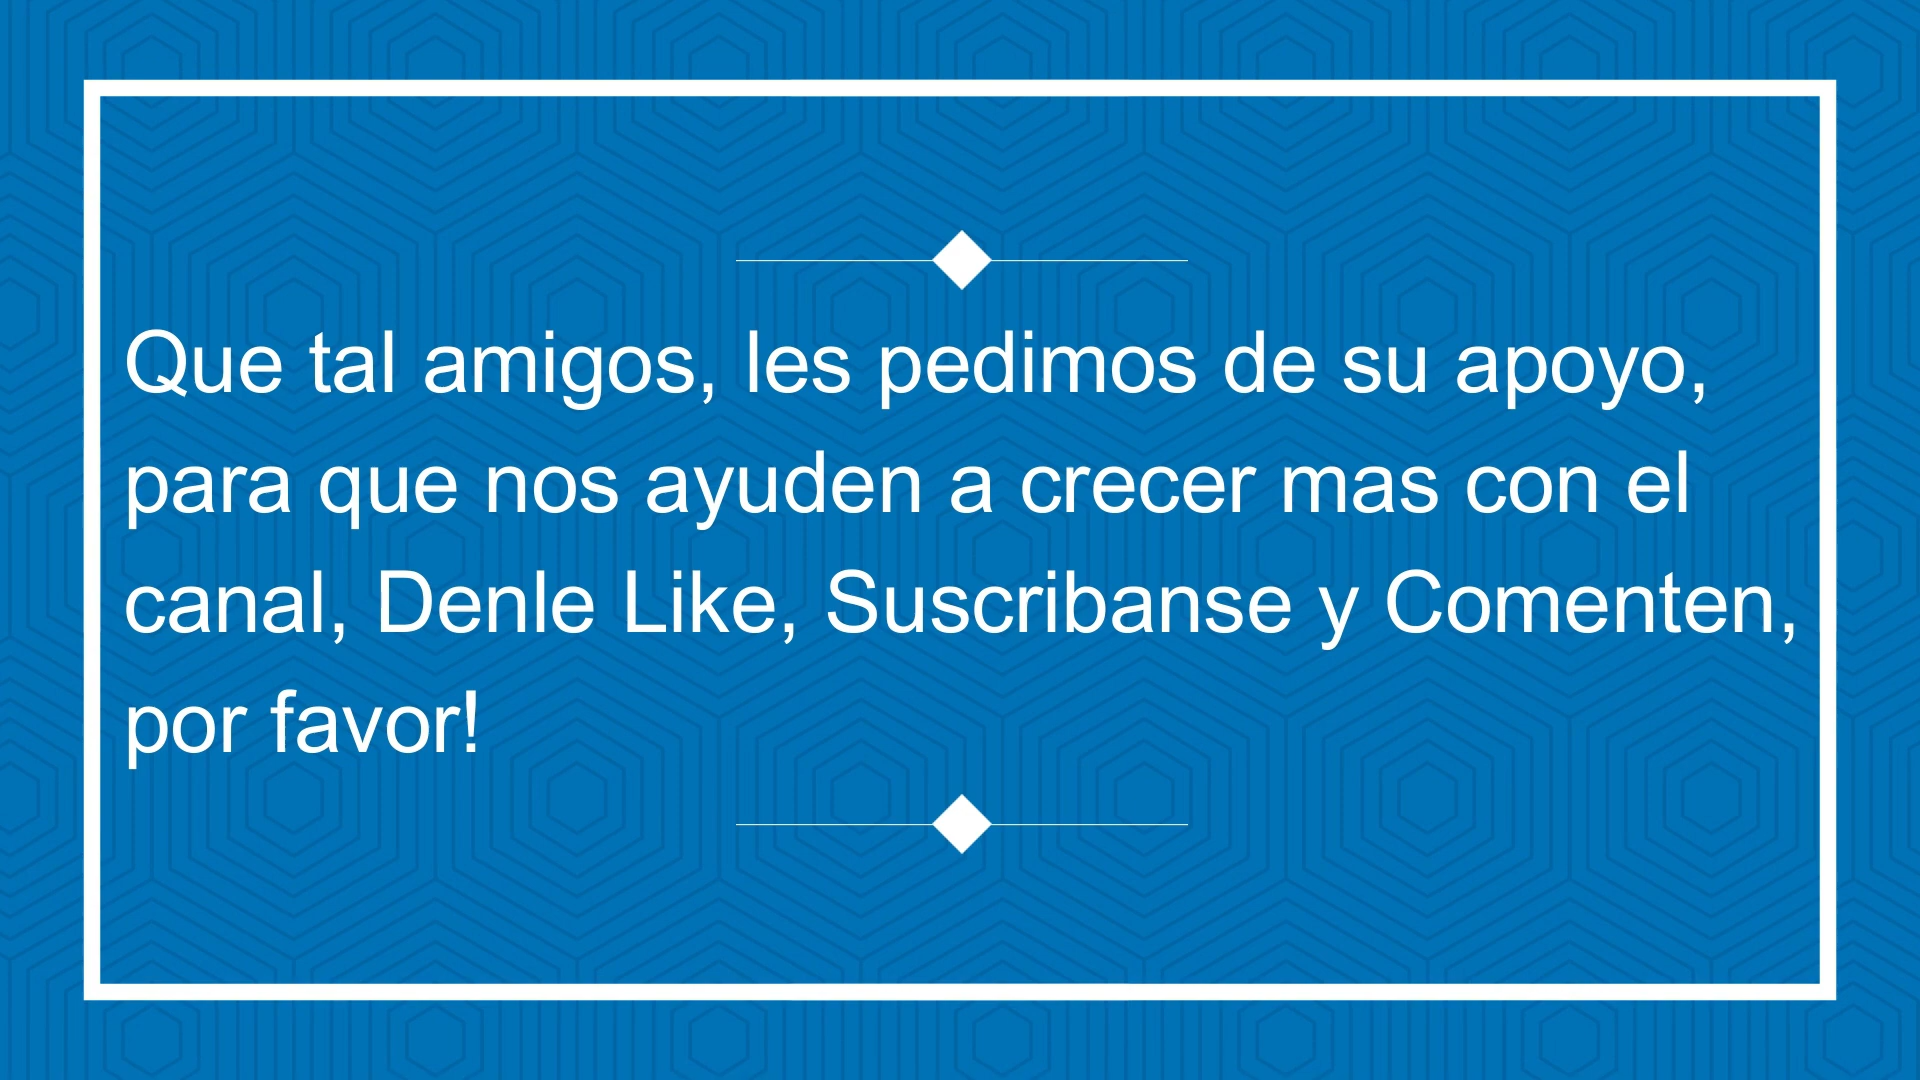 Que tal amigos, les pedimos de su apoyo,
para que nos ayuden a crecer mas con el
canal, Denle Like, Suscribanse y Comenten,
por favor!